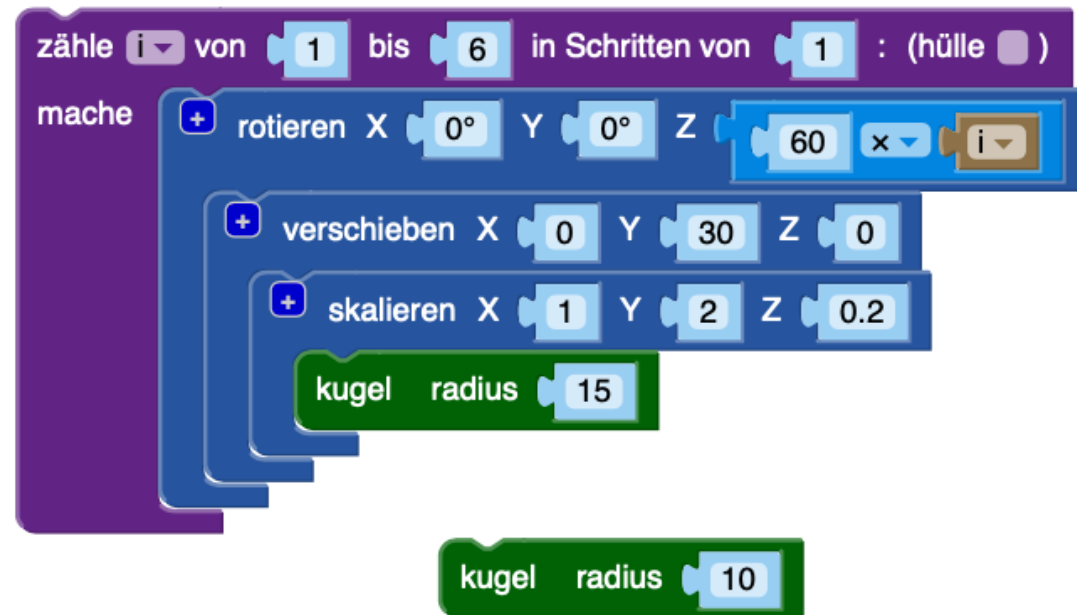 zähle i von 1 bis 6 in Schritten von 1 : (hülle )
mache + rotieren X 0° Y 0° Z 60 × i
+ verschieben X 0 Y 30 Z 0
+ skalieren X 1 Y 2 Z 0.2
kugel radius 15
kugel radius 10